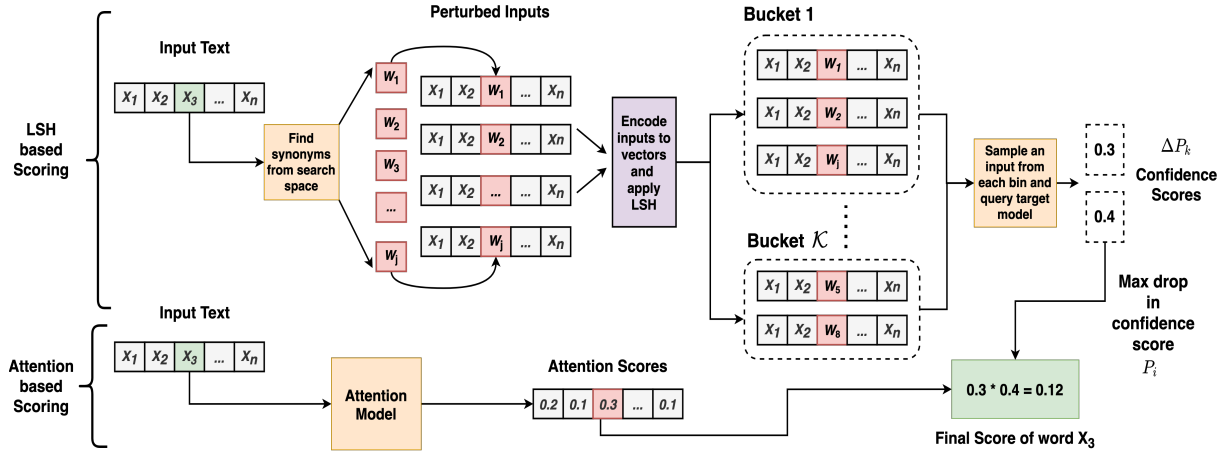 Perturbed Inputs
Bucket 1
Input Text
X1 X2 X3 ... Xn
LSH
based
Scoring
Find
synonyms
from search
space
W1
W2
W3
...
Wj
X1 X2 W1 ... Xn
X1 X2 W2 ... Xn
X1 X2 ... ... Xn
X1 X2 Wj ... Xn
Encode
inputs to
vectors
and
apply
LSH
X1 X2 W1 ... Xn
X1 X2 W2 ... Xn
X1 X2 Wj ... Xn
Bucket K
X1 X2 W5 ... Xn
X1 X2 W8 ... Xn
Sample an
input from
each bin and
query target
model
0.3
0.4
ΔPk
Confidence
Scores
Max drop
in
confidence
score
Pi
Input Text
X1 X2 X3 ... Xn
Attention
based
Scoring
Attention
Model
Attention Scores
0.2 0.1 0.3 ... 0.1
0.3 * 0.4 = 0.12
Final Score of word X3